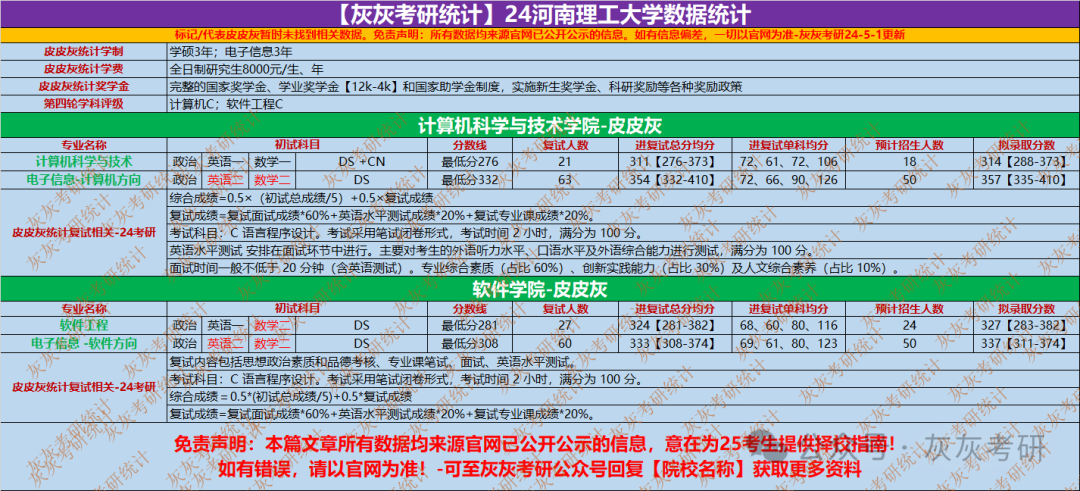 【灰灰考研统计】24河南理工大学数据统计
标记/代表皮皮灰暂时未找到相关数据。免责声明：所有数据均来源官网已公开公示的信息。如有信息偏差，一切以官网为准-灰灰考研24-5-1更新
皮皮灰统计学制 学硕3年；电子信息3年
皮皮灰统计学费 全日制研究生8000元/生、年
皮皮灰统计奖学金 完整的国家奖学金、学业奖学金【12k-4k】和国家助学金制度，实施新生奖学金、科研奖励等各种奖励政策
第四轮学科评级 计算机C；软件工程C
计算机科学与技术学院-皮皮灰
专业名称 初试科目 分数线 复试人数 进复试总分均分 进复试单科均分 预计招生人数 拟录取分数
计算机科学与技术 政治 英语一 数学一 DS +CN 最低分276 21 311【276-373】 72、61、72、106 18 314【288-373】
电子信息-计算机方向 政治 英语二 数学二 DS 最低分332 63 354【332-410】 72、66、90、126 50 357【335-410】
皮皮灰统计复试相关-24考研
综合成绩=0.5×（初试总成绩/5）+0.5×复试成绩
复试成绩=复试面试成绩*60%+英语水平测试成绩*20%+复试专业课成绩*20%。
考试科目：C 语言程序设计。考试采用笔试闭卷形式，考试时间 2 小时，满分为 100 分。
英语水平测试 安排在面试环节中进行。主要对考生的外语听力水平、口语水平及外语综合能力进行测试，满分为 100 分。
面试时间一般不低于 20 分钟（含英语测试）。专业综合素质（占比 60%）、创新实践能力（占比 30%）及人文综合素养（占比 10%）。
软件学院-皮皮灰
专业名称 初试科目 分数线 复试人数 进复试总分均分 进复试单科均分 预计招生人数 拟录取分数
软件工程 政治 英语一 数学二 DS 最低分281 27 324【281-382】 68、60、80、116 24 327【283-382】
电子信息 -软件方向 政治 英语二 数学二 DS 最低分308 60 333【308-374】 69、61、80、123 50 337【311-374】
皮皮灰统计复试相关-24考研
复试内容包括思想政治素质和品德考核、专业课笔试、面试、英语水平测试。
考试科目：C 语言程序设计。考试采用笔试闭卷形式，考试时间 2 小时，满分为 100 分。
综合成绩＝0.5*(初试总成绩/5)+0.5*复试成绩
复试成绩=复试面试成绩*60%+英语水平测试成绩*20%+复试专业课成绩*20%。
免责声明：本篇文章所有数据均来源官网已公开公示的信息，意在为25考生提供择校指南！
如有错误，请以官网为准！-可至灰灰考研公众号回复【院校名称】获取更多资料
公众号·灰灰考研
灰灰考研统计